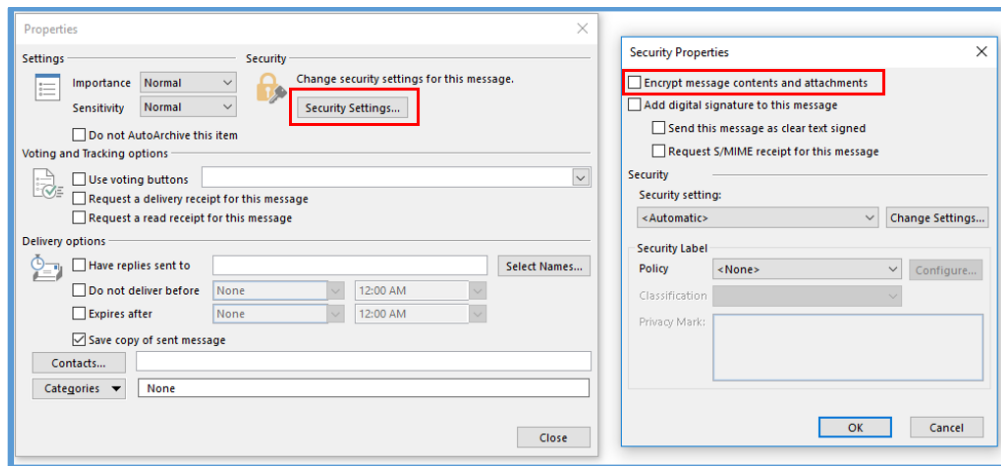 Properties
Settings
Security
Importance Normal
Change security settings for this message.
Sensitivity Normal
Security Settings...
Do not AutoArchive this item
Voting and Tracking options
Use voting buttons
Request a delivery receipt for this message
Request a read receipt for this message
Delivery options
Have replies sent to
Select Names...
Do not deliver before None 12:00 AM
Expires after None 12:00 AM
Save copy of sent message
Contacts...
Categories None
Close
Security Properties
Encrypt message contents and attachments
Add digital signature to this message
Send this message as clear text signed
Request S/MIME receipt for this message
Security
Security setting:
<Automatic> Change Settings...
Security Label
Policy <None> Configure...
Classification
Privacy Mark:
OK Cancel